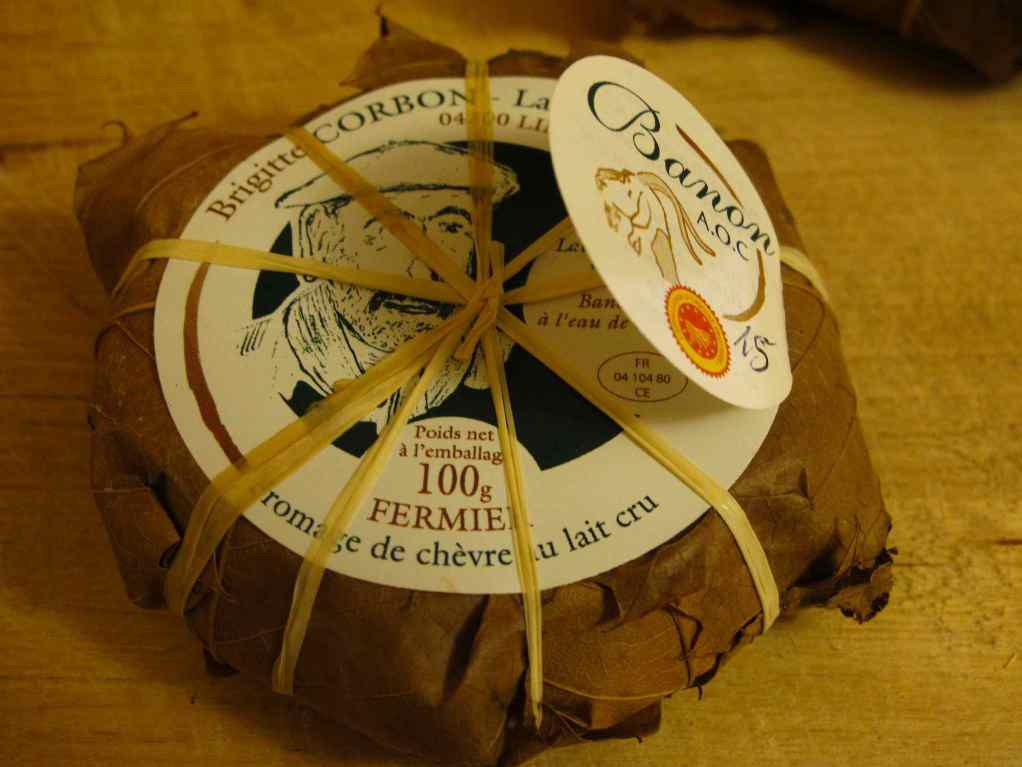 Brigitte CORBON - La
04200 LI
Banon
A.O.C
Ban
à l'eau de
FR
04 104 80
CE
Poids net
à l'emballag
100g
FERMIER
romage de chèvre au lait cru